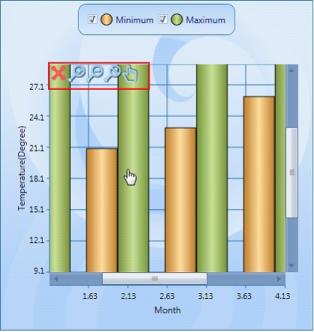 Minimum Maximum
27.1
24.1
21.1
18.1
15.1
12.1
9.1
Temperature(Degree)
1.63 2.13 2.63 3.13 3.63 4.13
Month